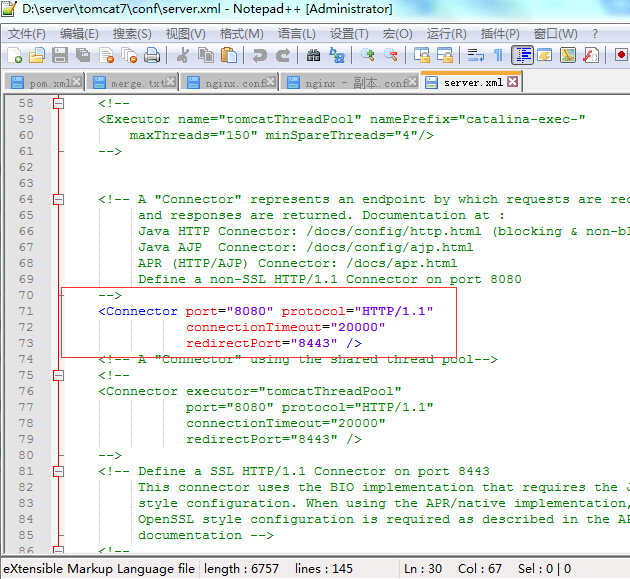 D:\server\tomcat7\conf\server.xml - Notepad++ [Administrator]
文件(F) 编辑(E) 搜索(S) 视图(V) 格式(M) 语言(L) 设置(T) 宏(O) 运行(R) 插件(P) 窗口(W) ?
pom.xml merge.txt nginx.conf nginx - 副本.conf server.xml
58 <!--
59 <Executor name="tomcatThreadPool" namePrefix="catalina-exec-"
60 maxThreads="150" minSpareThreads="4"/>
61 -->
62
63
64 <!-- A "Connector" represents an endpoint by which requests are rec
65 and responses are returned. Documentation at :
66 Java HTTP Connector: /docs/config/http.html (blocking & non-bl
67 Java AJP  Connector: /docs/config/ajp.html
68 APR (HTTP/AJP) Connector: /docs/apr.html
69 Define a non-SSL HTTP/1.1 Connector on port 8080
70 -->
71 <Connector port="8080" protocol="HTTP/1.1"
72 connectionTimeout="20000"
73 redirectPort="8443" />
74 <!-- A "Connector" using the shared thread pool-->
75 <!--
76 <Connector executor="tomcatThreadPool"
77 port="8080" protocol="HTTP/1.1"
78 connectionTimeout="20000"
79 redirectPort="8443" />
80 -->
81 <!-- Define a SSL HTTP/1.1 Connector on port 8443
82 This connector uses the BIO implementation that requires the J
83 style configuration. When using the APR/native implementation,
84 OpenSSL style configuration is required as described in the AP
85 documentation -->
86 <!--
eXtensible Markup Language file length : 6757 lines : 145 Ln : 30 Col : 67 Sel : 0 | 0